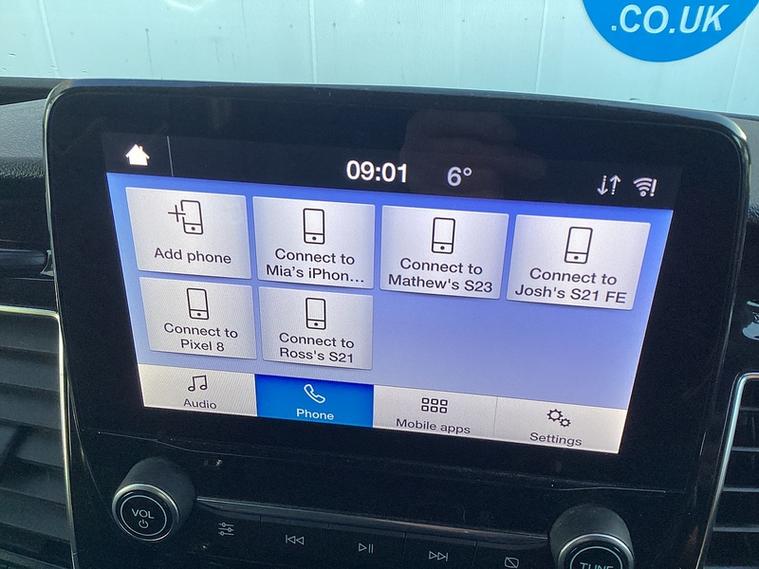 .CO.UK
09:01 6°
Add phone
Connect to
Mia's iPhon...
Connect to
Mathew's S23
Connect to
Josh's S21 FE
Connect to
Pixel 8
Connect to
Ross's S21
Audio
Phone
Mobile apps
Settings
VOL
TUNE